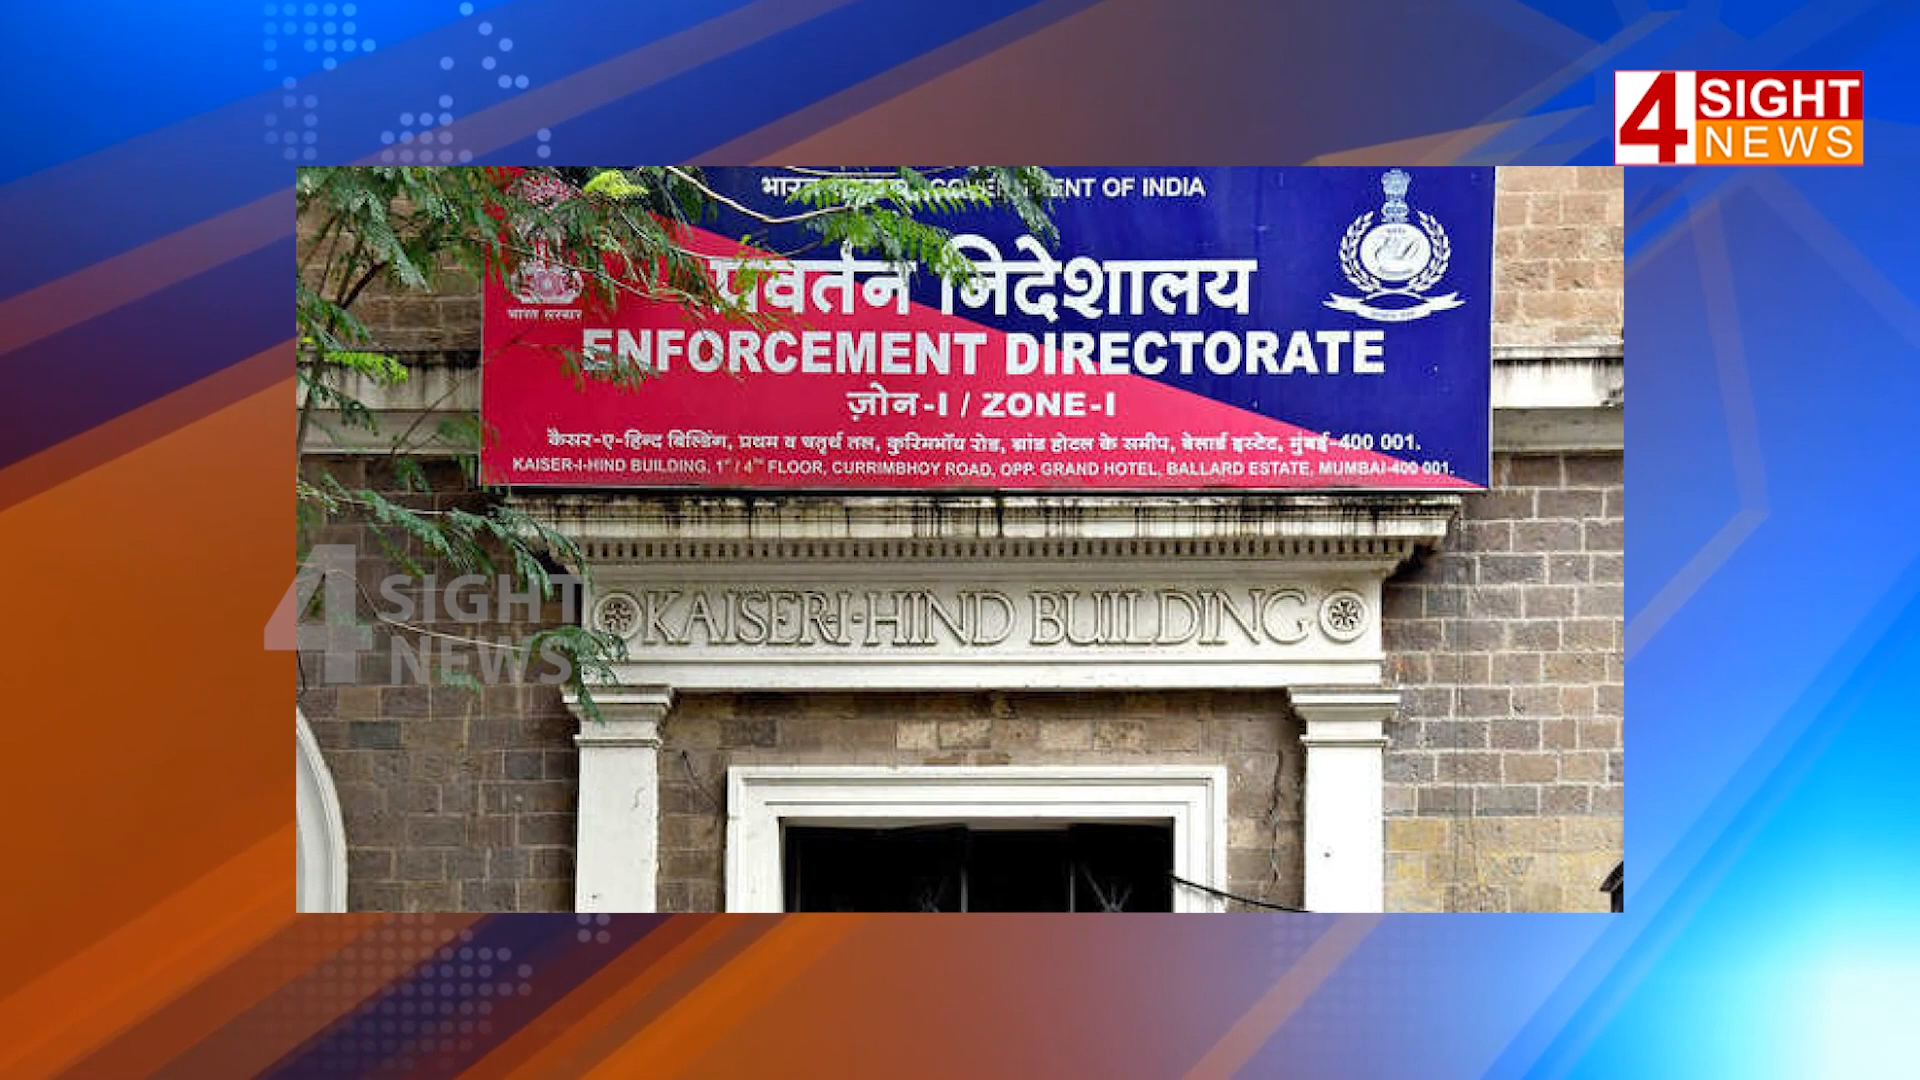 4 SIGHT NEWS
GOVERNMENT OF INDIA
निदेशालय
भारत सरकार
ENFORCEMENT DIRECTORATE
ज़ोन-I / ZONE-I
कैसर-ए-हिन्द बिल्डिंग, प्रथम व चतुर्थ तल, कुरिमभॉय रोड, ग्रांड होटल के समीप, बेलार्ड इस्टेट, मुंबई-400 001.
KAISER-I-HIND BUILDING, 1ST / 4TH FLOOR, CURRIMBHOY ROAD, OPP. GRAND HOTEL, BALLARD ESTATE, MUMBAI-400 001.
KAISER-I-HIND BUILDING
4 SIGHT NEWS